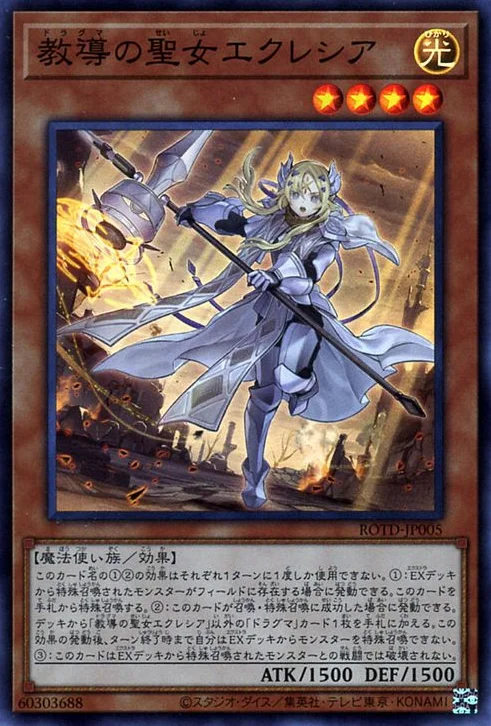 教導の聖女エクレシア
光
ROTD-JP005
【魔法使い族/効果】
このカード名の①②の効果はそれぞれ1ターンに1度しか使用できない。①:EXデッキ
から特殊召喚されたモンスターがフィールドに存在する場合に発動できる。このカードを
手札から特殊召喚する。②:このカードが召喚・特殊召喚に成功した場合に発動できる。
デッキから「教導の聖女エクレシア」以外の「ドラグマ」カード1枚を手札に加える。この
効果の発動後、ターン終了時まで自分はEXデッキからモンスターを特殊召喚できない。
③:このカードはEXデッキから特殊召喚されたモンスターとの戦闘では破壊されない。
ATK/1500 DEF/1500
60303688
©スタジオ・ダイス/集英社・テレビ東京・KONAMI